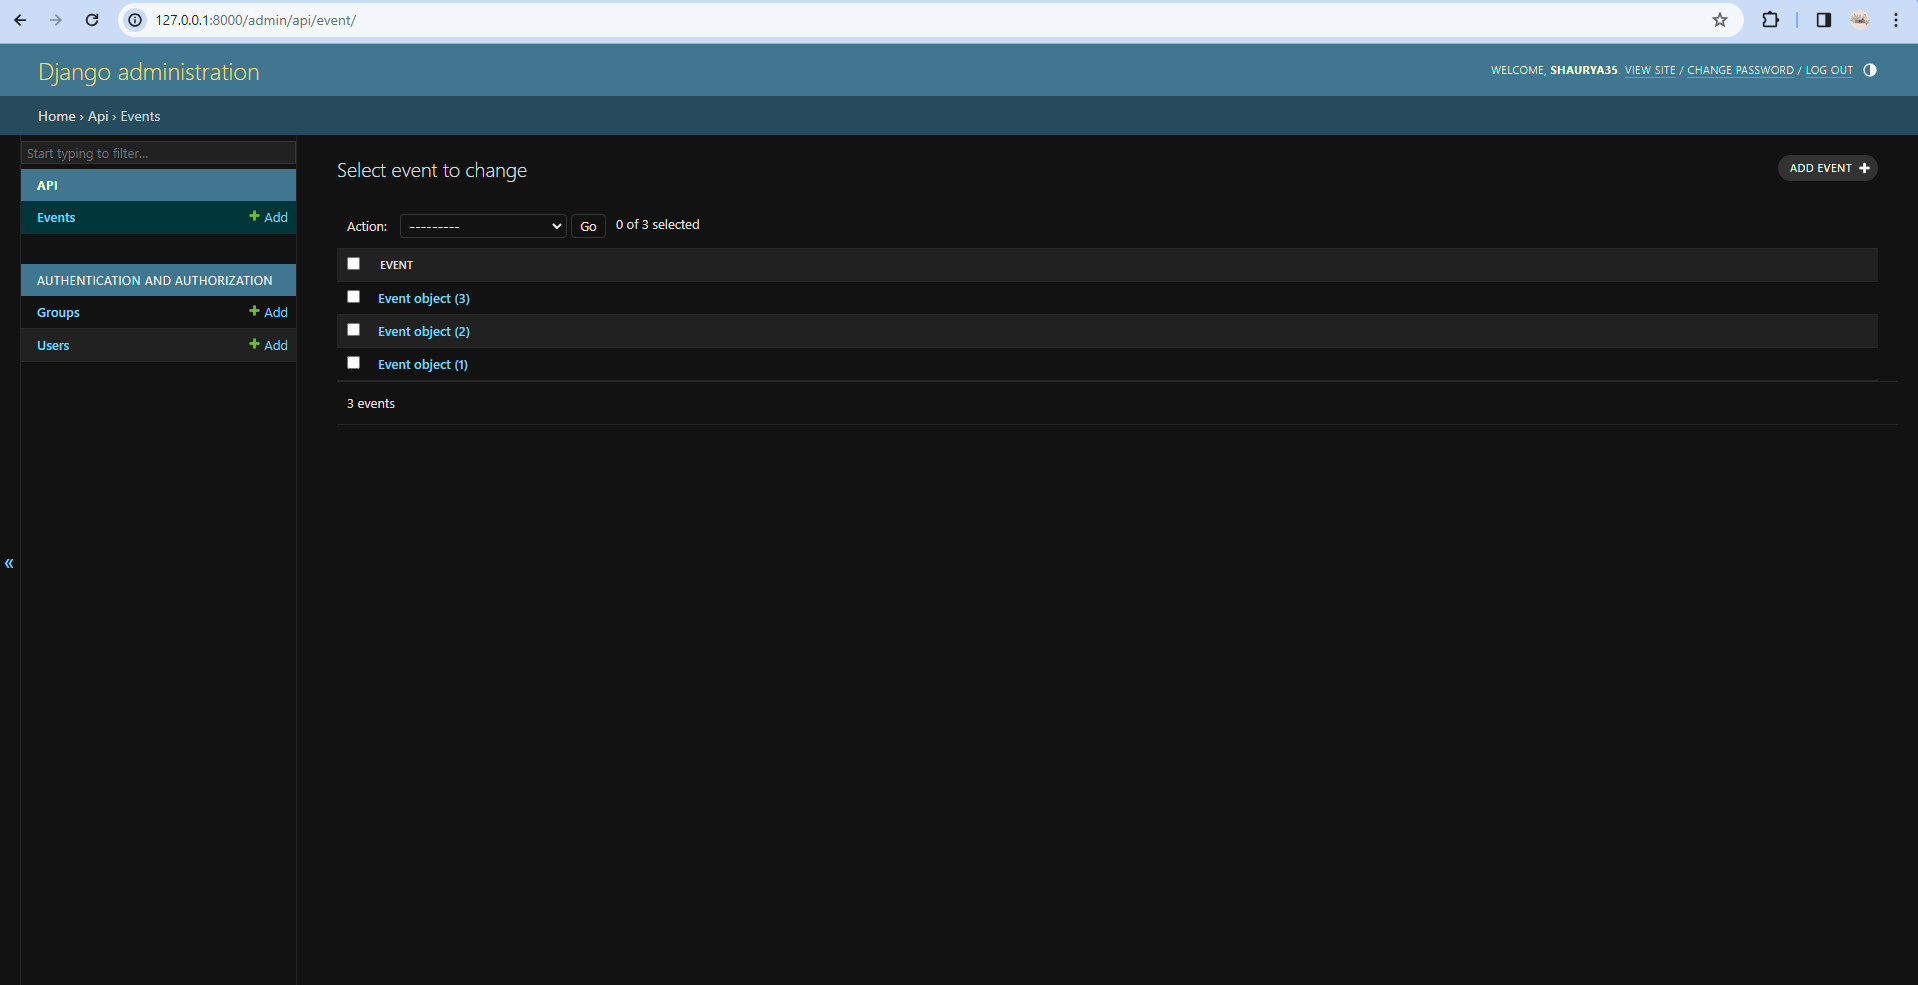 127.0.0.1:8000/admin/api/event/
Django administration
WELCOME, SHAURYA35. VIEW SITE / CHANGE PASSWORD / LOG OUT
Home › Api › Events
Start typing to filter...
API
Events + Add
AUTHENTICATION AND AUTHORIZATION
Groups + Add
Users + Add
«
Select event to change
ADD EVENT +
Action: --------- Go 0 of 3 selected
EVENT
Event object (3)
Event object (2)
Event object (1)
3 events